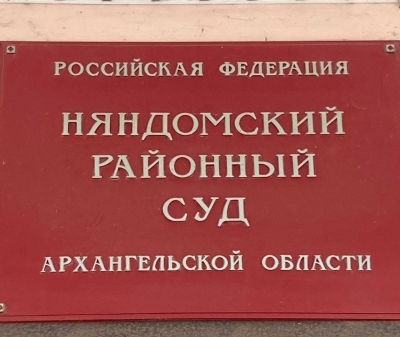 РОССИЙСКАЯ ФЕДЕРАЦИЯ
НЯНДОМСКИЙ
РАЙОННЫЙ
СУД
АРХАНГЕЛЬСКОЙ ОБЛАСТИ